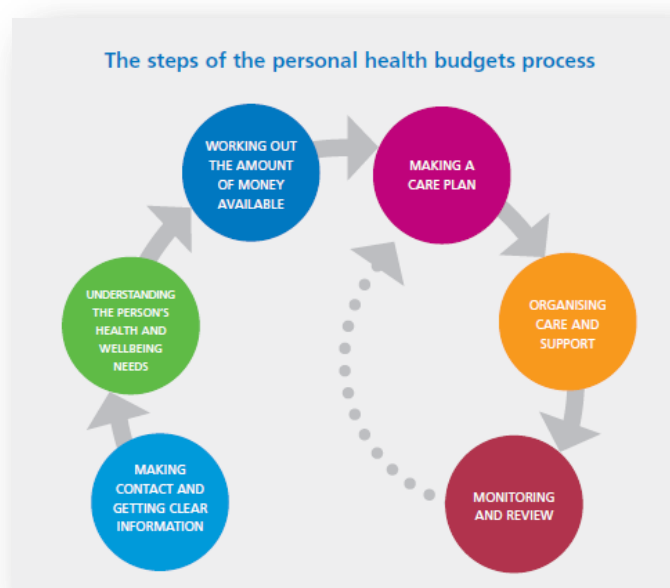 The steps of the personal health budgets process
WORKING OUT
THE AMOUNT
OF MONEY
AVAILABLE
MAKING A
CARE PLAN
UNDERSTANDING
THE PERSON'S
HEALTH AND
WELLBEING
NEEDS
ORGANISING
CARE AND
SUPPORT
MAKING
CONTACT AND
GETTING CLEAR
INFORMATION
MONITORING
AND REVIEW